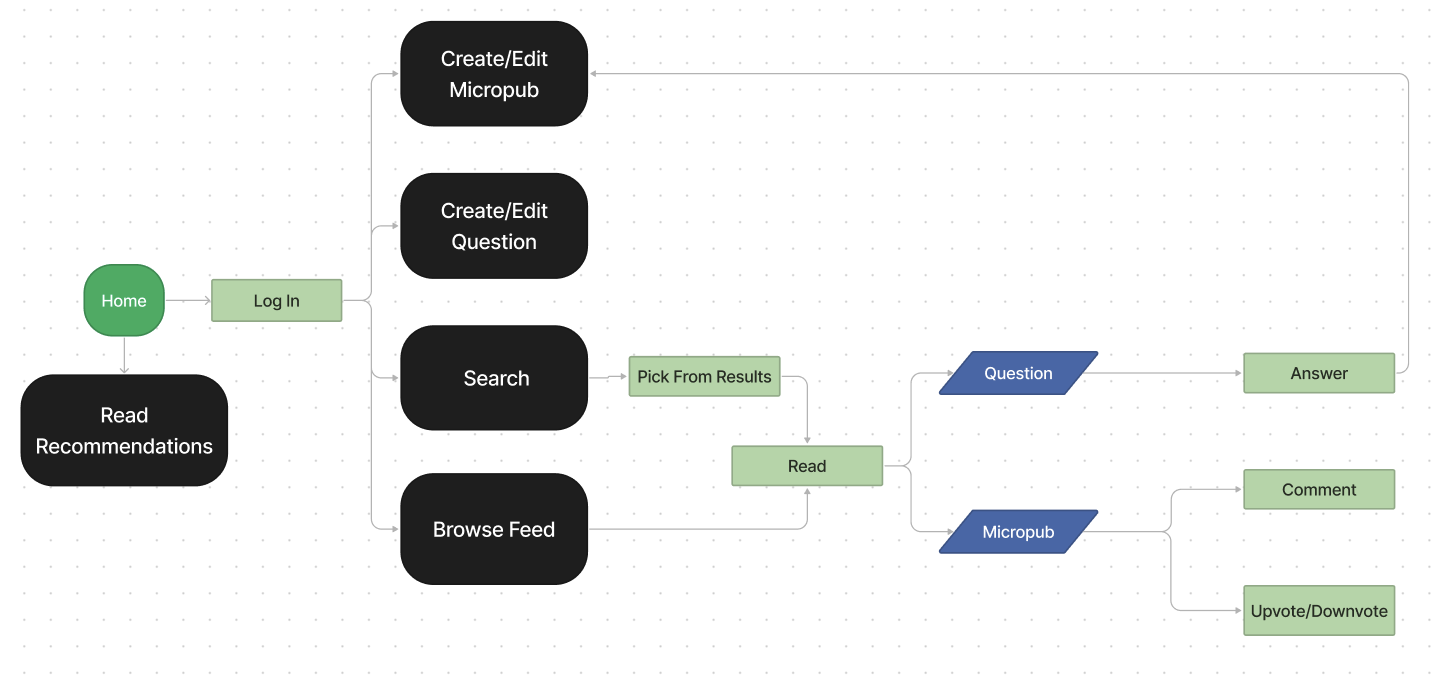 Create/Edit
Micropub
Create/Edit
Question
Home
Log In
Read
Recommendations
Search
Pick From Results
Browse Feed
Read
Question
Answer
Micropub
Comment
Upvote/Downvote